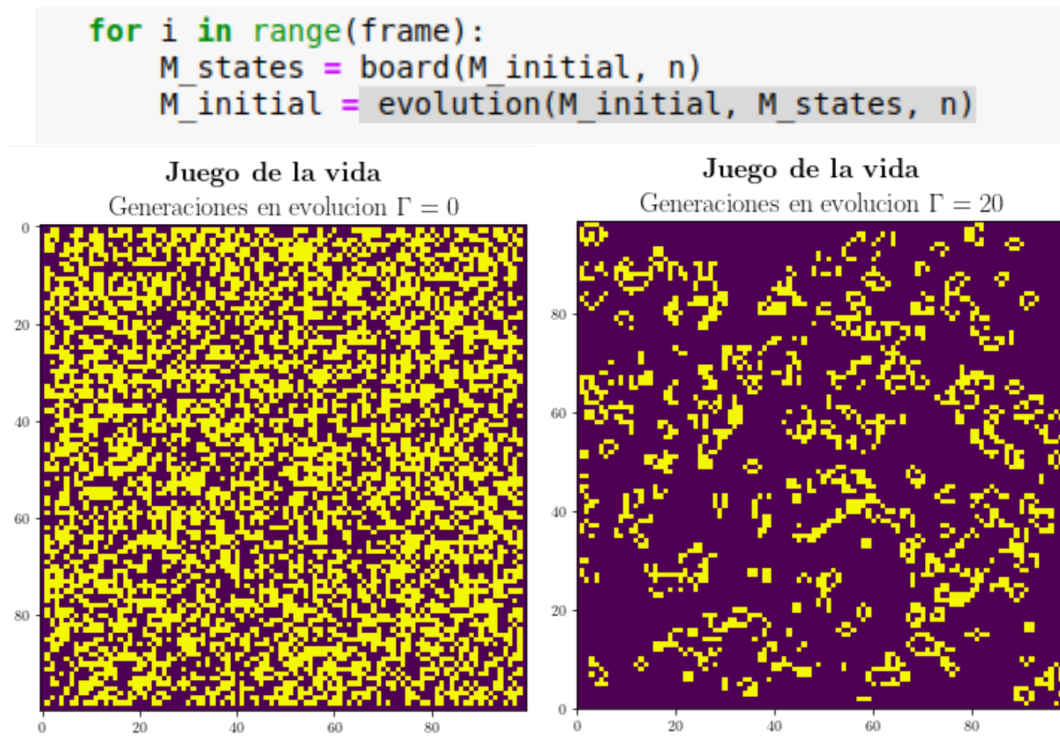 for i in range(frame):
M_states = board(M_initial, n)
M_initial = evolution(M_initial, M_states, n)
Juego de la vida
Generaciones en evolucion Γ = 0
0
20
40
60
80
0
20
40
60
80
Juego de la vida
Generaciones en evolucion Γ = 20
80
60
40
20
0
0
20
40
60
80